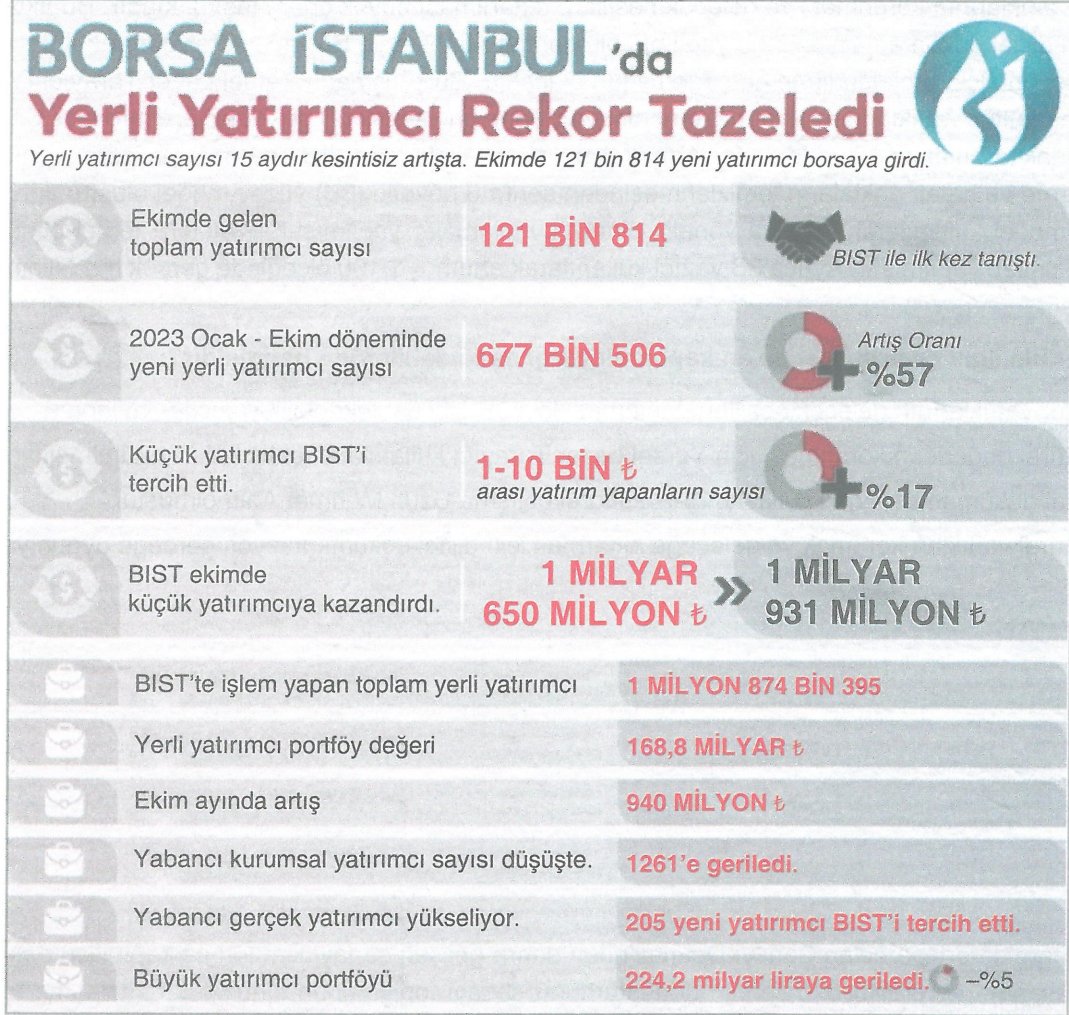 BORSA İSTANBUL'da
Yerli Yatırımcı Rekor Tazeledi
Yerli yatırımcı sayısı 15 aydır kesintisiz artışta. Ekimde 121 bin 814 yeni yatırımcı borsaya girdi.
Ekimde gelen
toplam yatırımcı sayısı
121 BİN 814
BIST ile ilk kez tanıştı.
2023 Ocak - Ekim döneminde
yeni yerli yatırımcı sayısı
677 BİN 506
Artış Oranı
%57
Küçük yatırımcı BIST'i
tercih etti.
1-10 BİN ₺
arası yatırım yapanların sayısı
%17
BIST ekimde
küçük yatırımcıya kazandırdı.
1 MİLYAR
650 MİLYON ₺
1 MİLYAR
931 MİLYON ₺
BIST'te işlem yapan toplam yerli yatırımcı
1 MİLYON 874 BİN 395
Yerli yatırımcı portföy değeri
168,8 MİLYAR ₺
Ekim ayında artış
940 MİLYON ₺
Yabancı kurumsal yatırımcı sayısı düşüşte.
1261'e geriledi.
Yabancı gerçek yatırımcı yükseliyor.
205 yeni yatırımcı BIST'i tercih etti.
Büyük yatırımcı portföyü
224,2 milyar liraya geriledi.
–%5